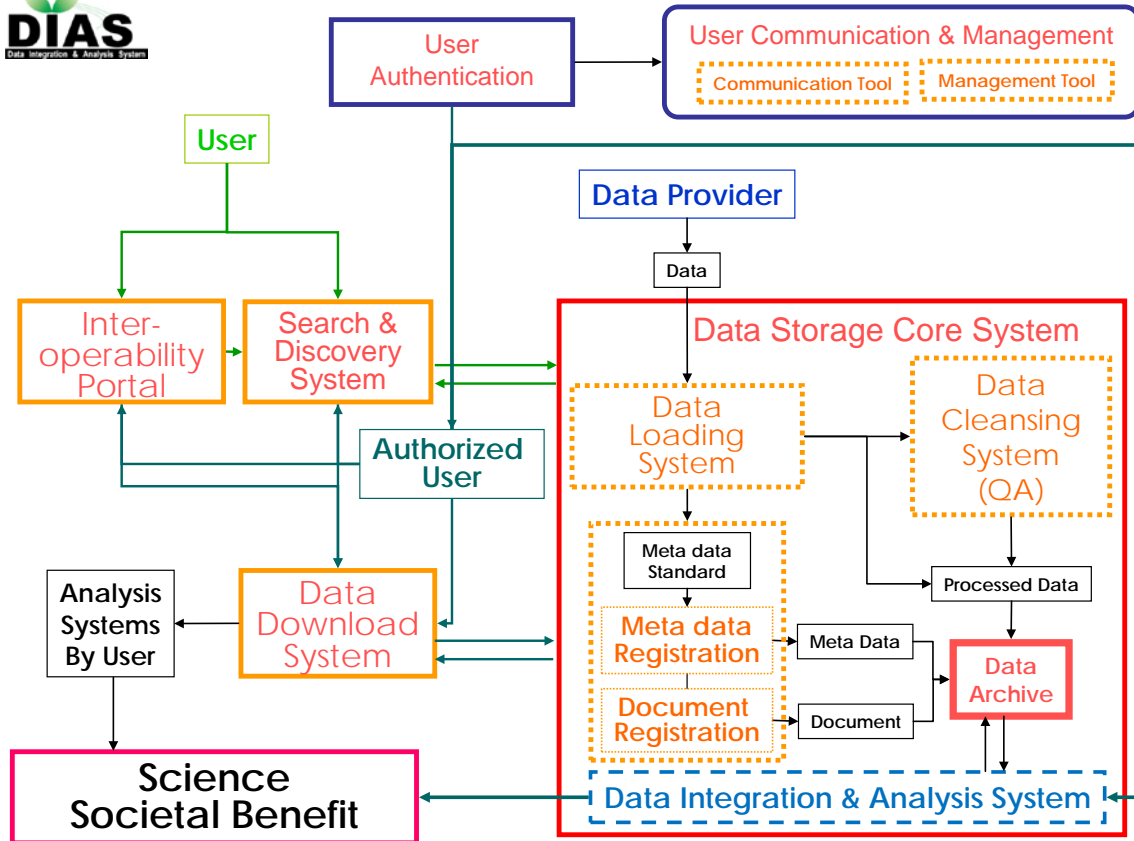 DIAS
Data Integration & Analysis System
User
Authentication
User Communication & Management
Communication Tool
Management Tool
User
Data Provider
Data
Inter-
operability
Portal
Search &
Discovery
System
Data Storage Core System
Data
Loading
System
Data
Cleansing
System
(QA)
Authorized
User
Meta data
Standard
Processed Data
Analysis
Systems
By User
Data
Download
System
Meta data
Registration
Meta Data
Data
Archive
Document
Registration
Document
Science
Societal Benefit
Data Integration & Analysis System